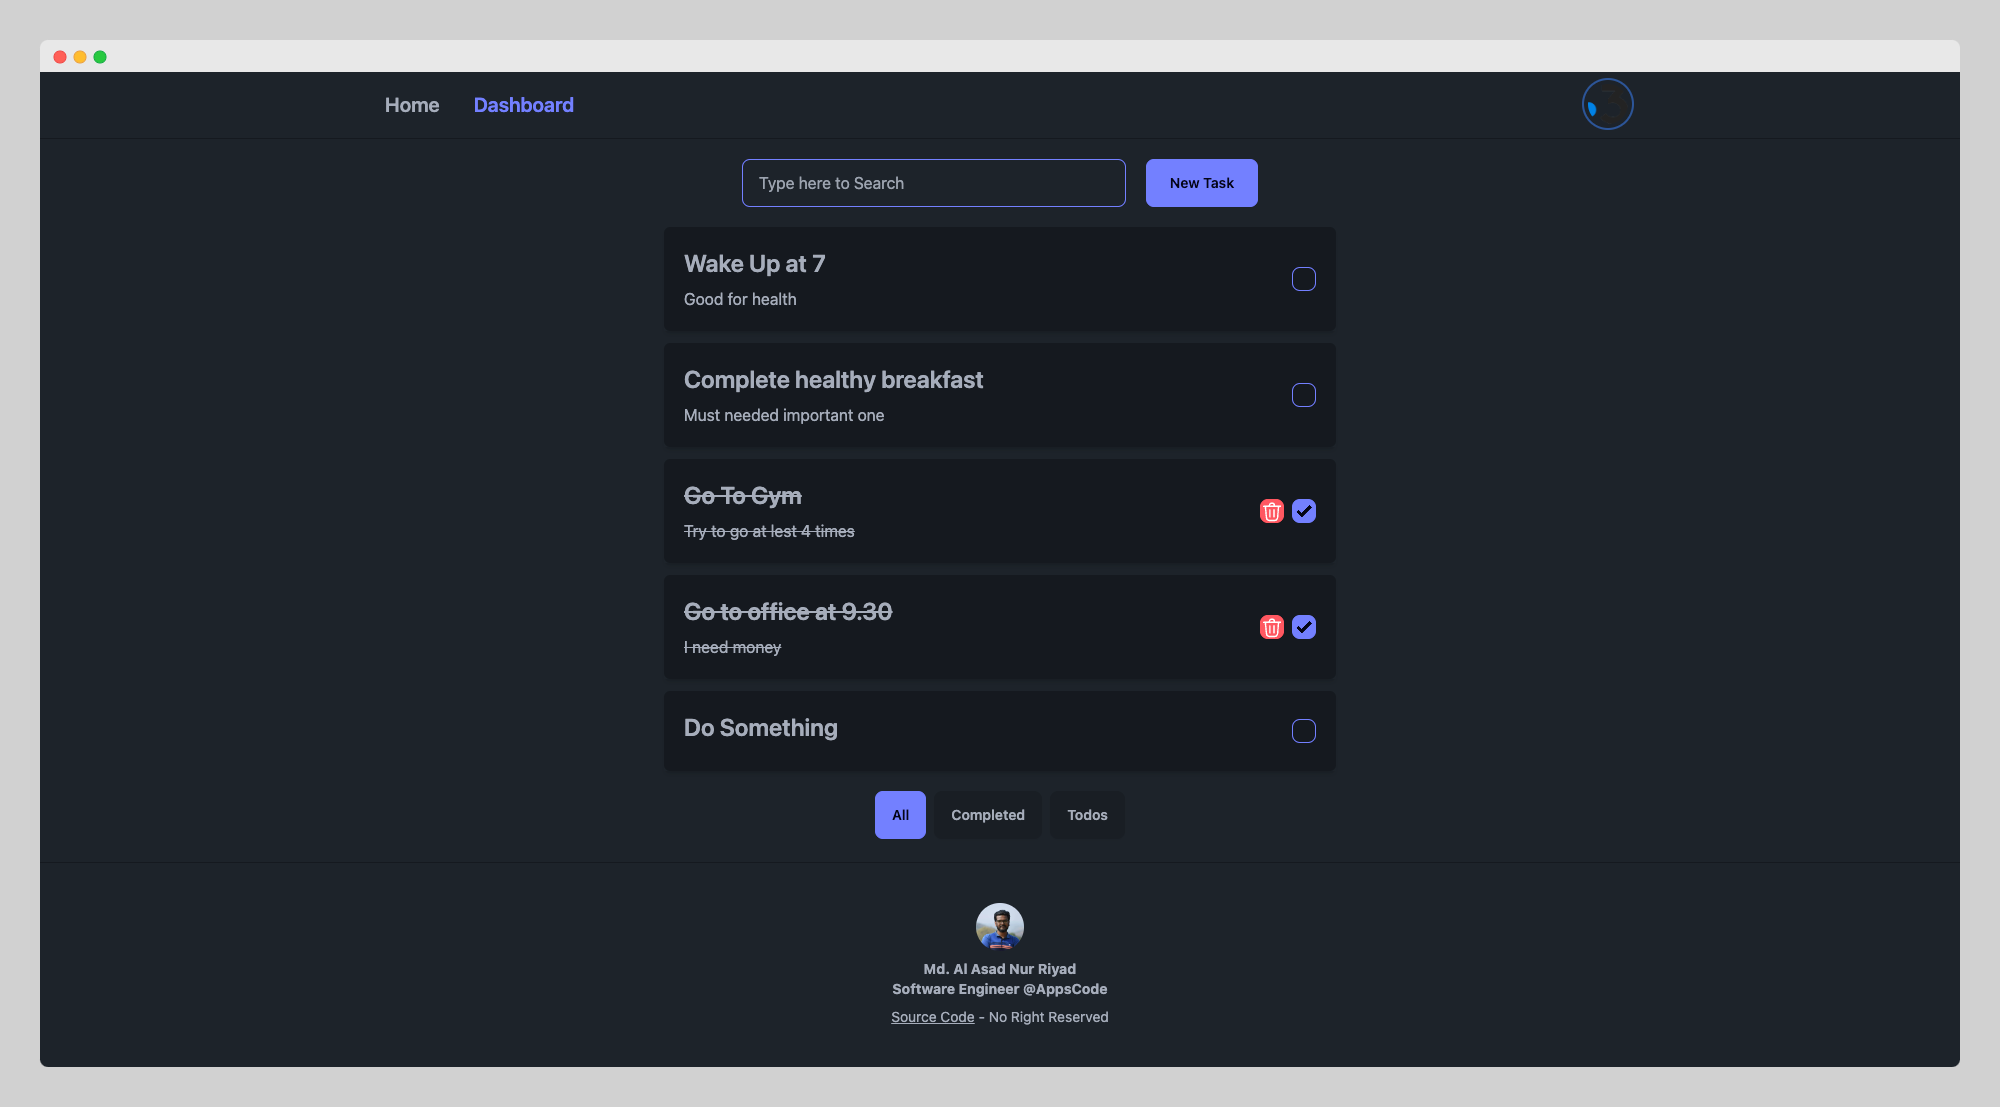 Home Dashboard
Type here to Search New Task
Wake Up at 7
Good for health
Complete healthy breakfast
Must needed important one
Go To Gym
Try to go at lest 4 times
Go to office at 9.30
I need money
Do Something
All Completed Todos
Md. Al Asad Nur Riyad
Software Engineer @AppsCode
Source Code - No Right Reserved